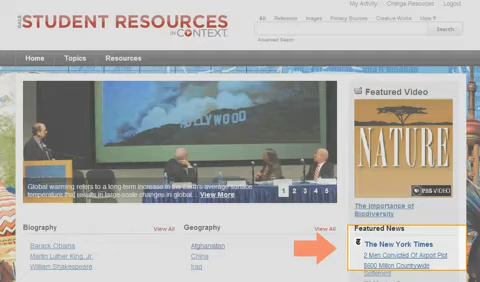 My Activity Change Resources Logout
GALE STUDENT RESOURCES
IN CONTEXT
All Reference Images Primary Sources Creative Works More
Search
Advanced Search
Home Topics Resources
HOLLYWOOD
Global warming refers to a long-term increase in the Earth's average surface
temperature that results in large-scale changes in global... View More
1 2 3 4 5 6
Biography View All
Barack Obama
Martin Luther King, Jr.
William Shakespeare
Geography View All
Afghanistan
China
Iraq
Featured Video
NATURE
PBS VIDEO
The Importance of
Biodiversity
Featured News
The New York Times
2 Men Convicted Of Airport Plot
$600 Million Countrywide
Settlement